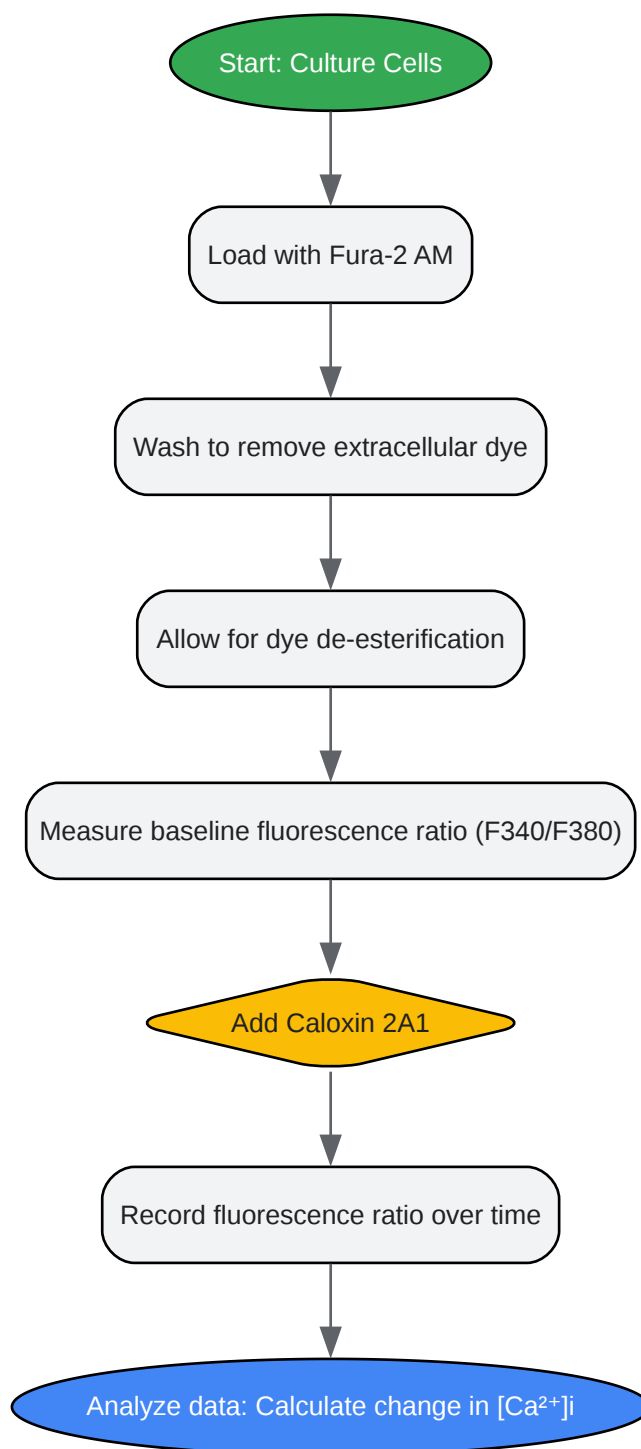 Start: Culture Cells
Load with Fura-2 AM
Wash to remove extracellular dye
Allow for dye de-esterification
Measure baseline fluorescence ratio (F340/F380)
Add Caloxin 2A1
Record fluorescence ratio over time
Analyze data: Calculate change in [Ca²⁺]i